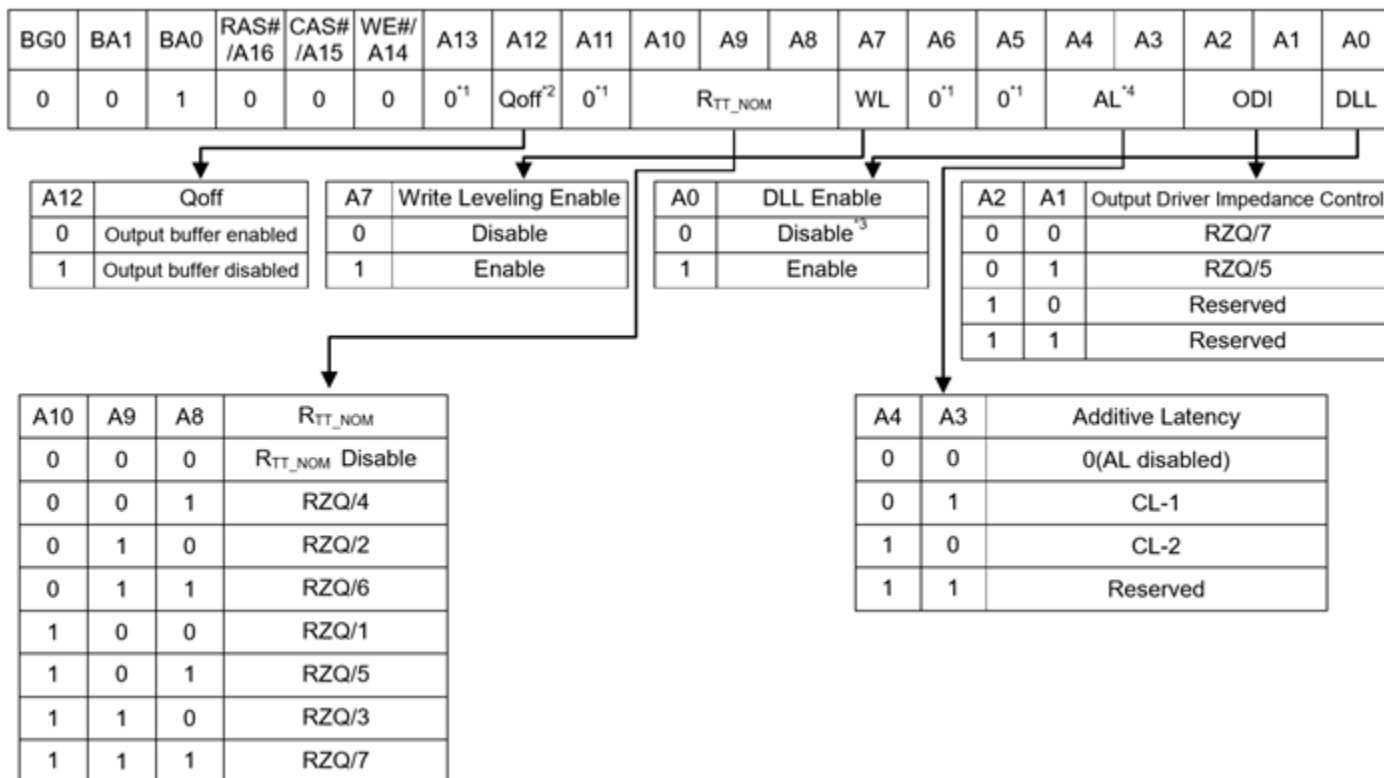 BG0 BA1 BA0 RAS#/A16 CAS#/A15 WE#/A14 A13 A12 A11 A10 A9 A8 A7 A6 A5 A4 A3 A2 A1 A0
0 0 1 0 0 0 0*1 Qoff*2 0*1 RTT_NOM WL 0*1 0*1 AL*4 ODI DLL
A12 Qoff
0 Output buffer enabled
1 Output buffer disabled
A7 Write Leveling Enable
0 Disable
1 Enable
A0 DLL Enable
0 Disable*3
1 Enable
A2 A1 Output Driver Impedance Control
0 0 RZQ/7
0 1 RZQ/5
1 0 Reserved
1 1 Reserved
A10 A9 A8 RTT_NOM
0 0 0 RTT_NOM Disable
0 0 1 RZQ/4
0 1 0 RZQ/2
0 1 1 RZQ/6
1 0 0 RZQ/1
1 0 1 RZQ/5
1 1 0 RZQ/3
1 1 1 RZQ/7
A4 A3 Additive Latency
0 0 0(AL disabled)
0 1 CL-1
1 0 CL-2
1 1 Reserved